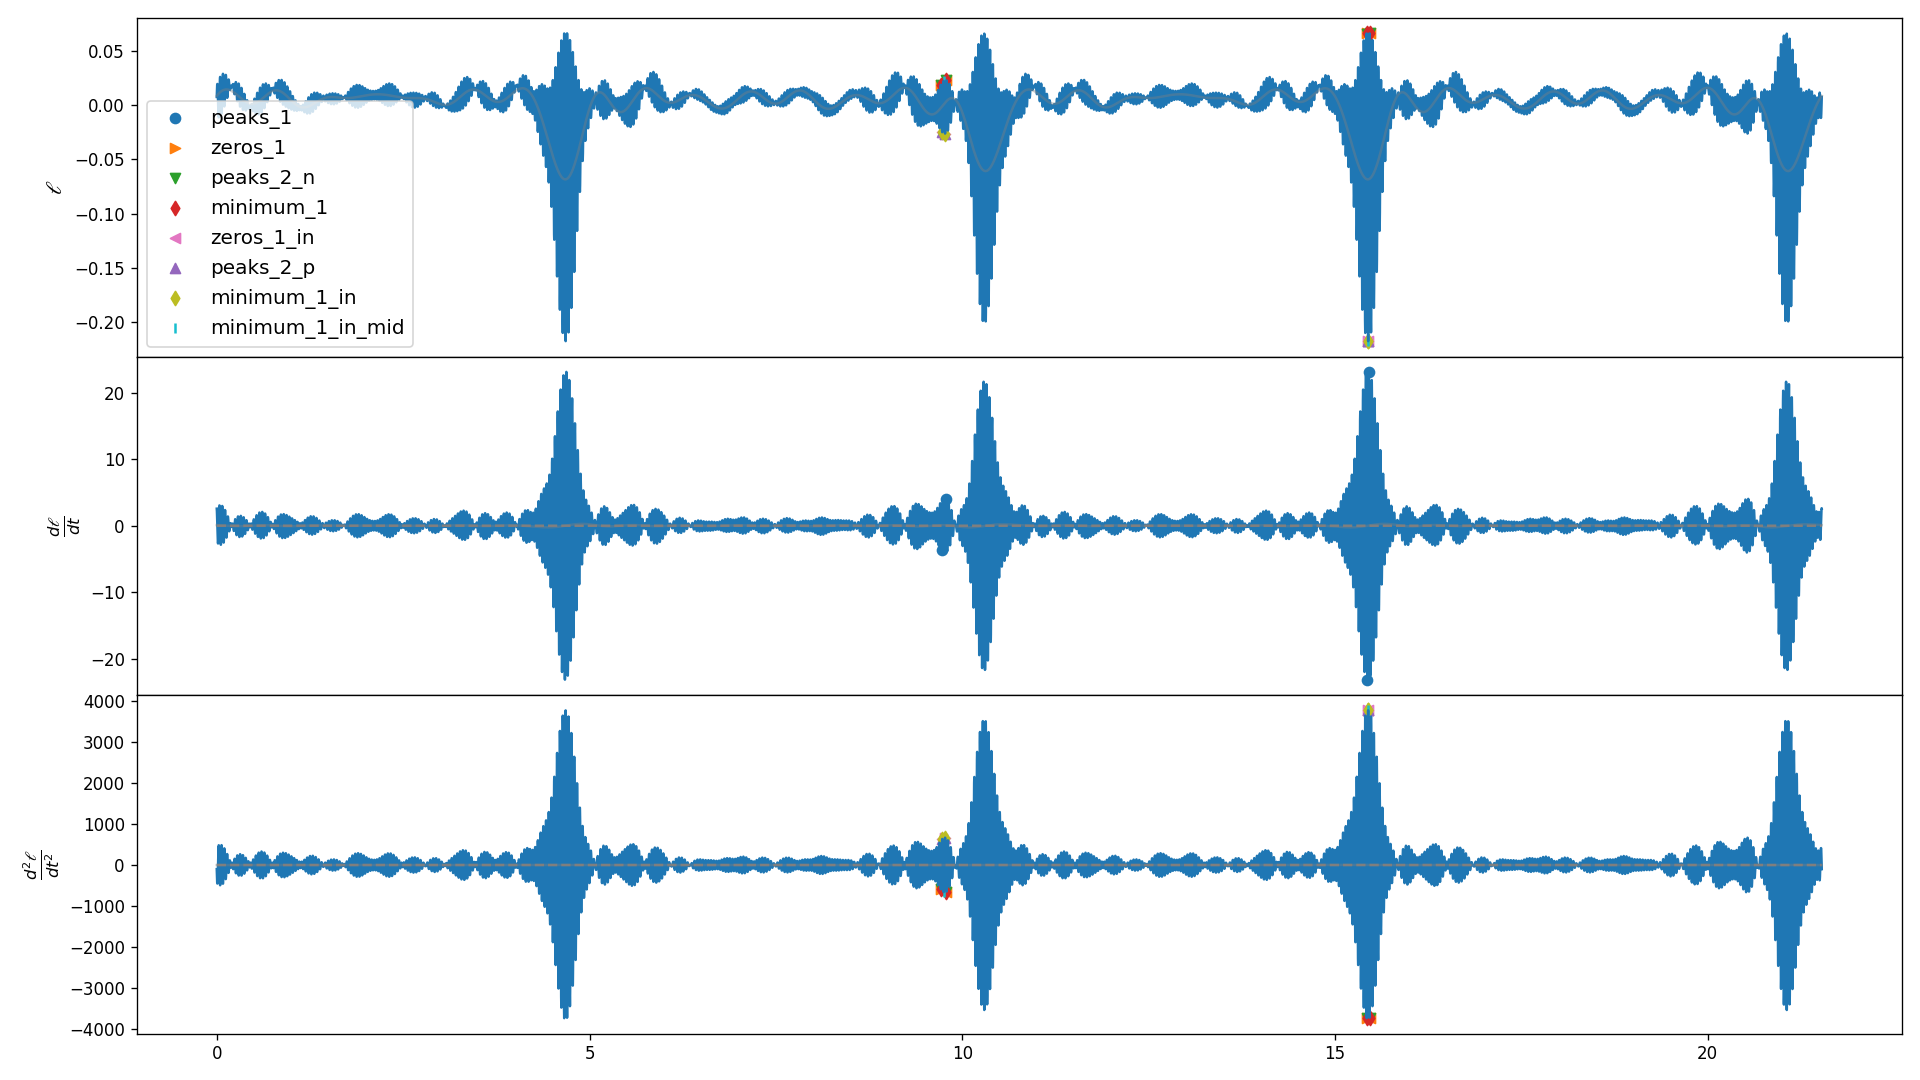 0.05
0.00
−0.05
−0.10
−0.15
−0.20
ℓ
peaks_1
zeros_1
peaks_2_n
minimum_1
zeros_1_in
peaks_2_p
minimum_1_in
minimum_1_in_mid
20
10
0
−10
−20
dℓ
dt
4000
3000
2000
1000
0
−1000
−2000
−3000
−4000
d²ℓ
dt²
0 5 10 15 20